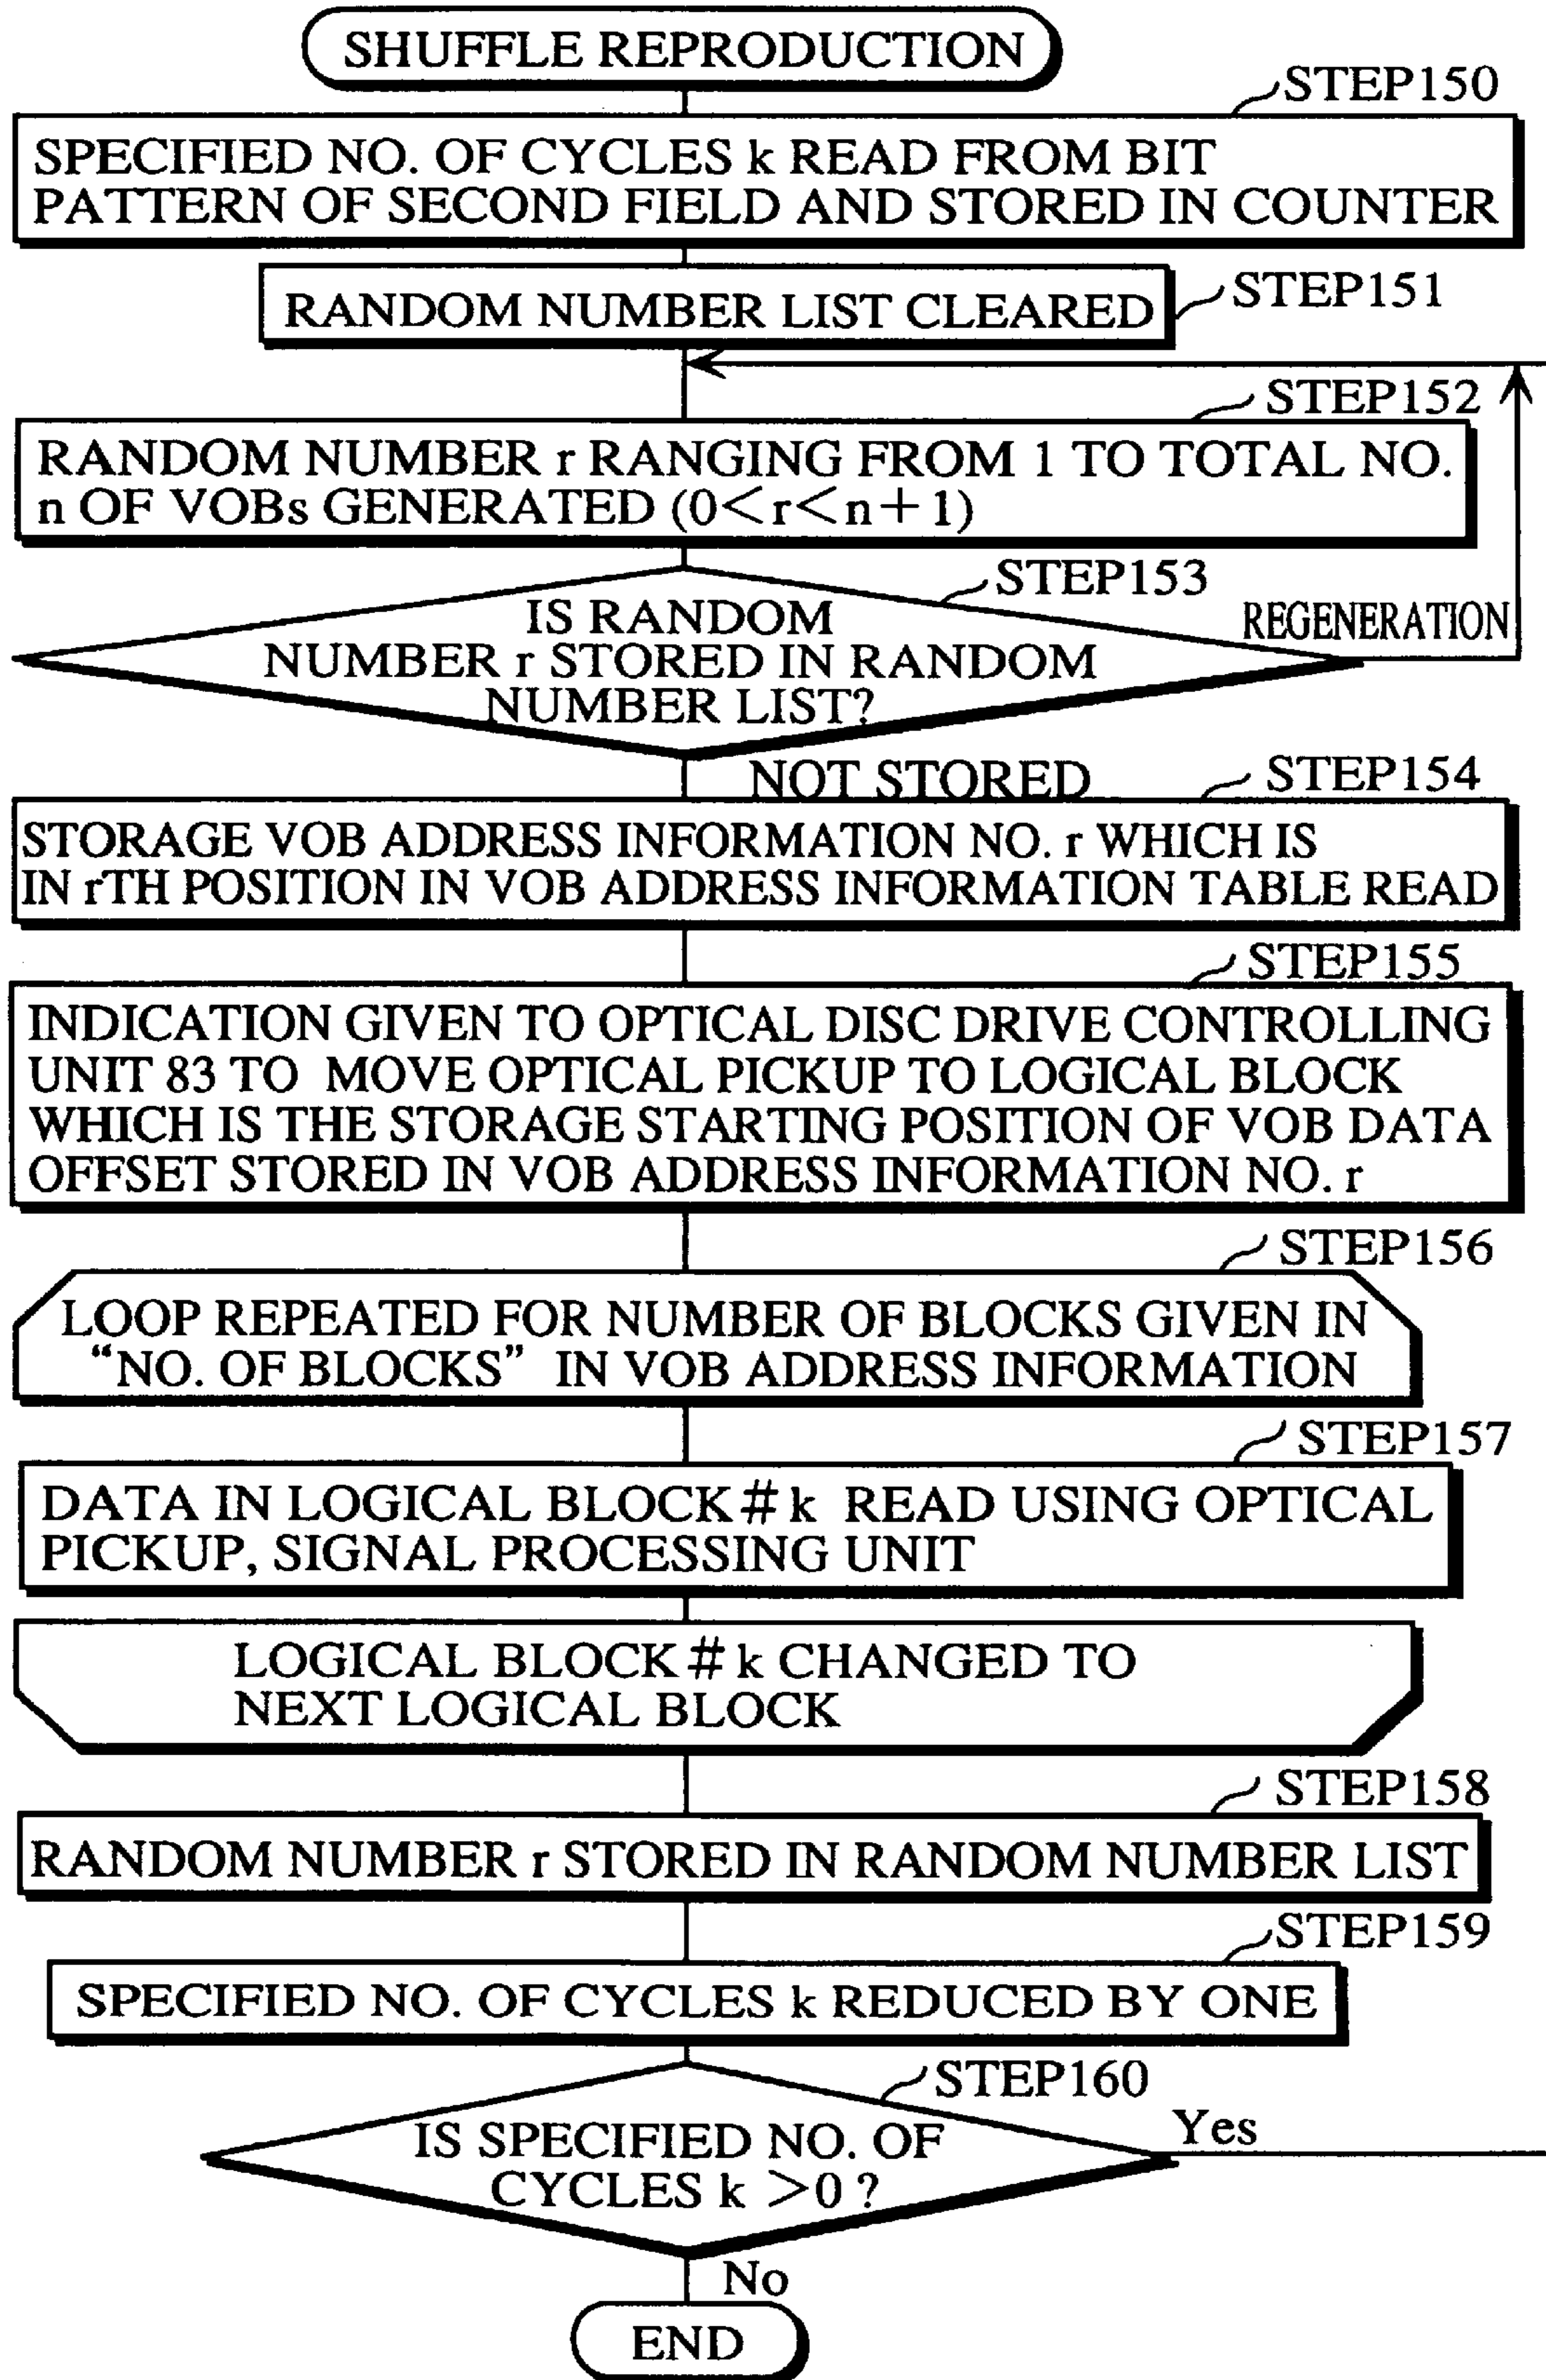 SHUFFLE REPRODUCTION
STEP150
SPECIFIED NO. OF CYCLES k READ FROM BIT
PATTERN OF SECOND FIELD AND STORED IN COUNTER
STEP151
RANDOM NUMBER LIST CLEARED
STEP152
RANDOM NUMBER r RANGING FROM 1 TO TOTAL NO.
n OF VOBs GENERATED (0<r<n+1)
STEP153
IS RANDOM
NUMBER r STORED IN RANDOM
NUMBER LIST?
REGENERATION
NOT STORED
STEP154
STORAGE VOB ADDRESS INFORMATION NO. r WHICH IS
IN rTH POSITION IN VOB ADDRESS INFORMATION TABLE READ
STEP155
INDICATION GIVEN TO OPTICAL DISC DRIVE CONTROLLING
UNIT 83 TO MOVE OPTICAL PICKUP TO LOGICAL BLOCK
WHICH IS THE STORAGE STARTING POSITION OF VOB DATA
OFFSET STORED IN VOB ADDRESS INFORMATION NO. r
STEP156
LOOP REPEATED FOR NUMBER OF BLOCKS GIVEN IN
“NO. OF BLOCKS” IN VOB ADDRESS INFORMATION
STEP157
DATA IN LOGICAL BLOCK # k READ USING OPTICAL
PICKUP, SIGNAL PROCESSING UNIT
LOGICAL BLOCK # k CHANGED TO
NEXT LOGICAL BLOCK
STEP158
RANDOM NUMBER r STORED IN RANDOM NUMBER LIST
STEP159
SPECIFIED NO. OF CYCLES k REDUCED BY ONE
STEP160
IS SPECIFIED NO. OF
CYCLES k >0 ?
Yes
No
END